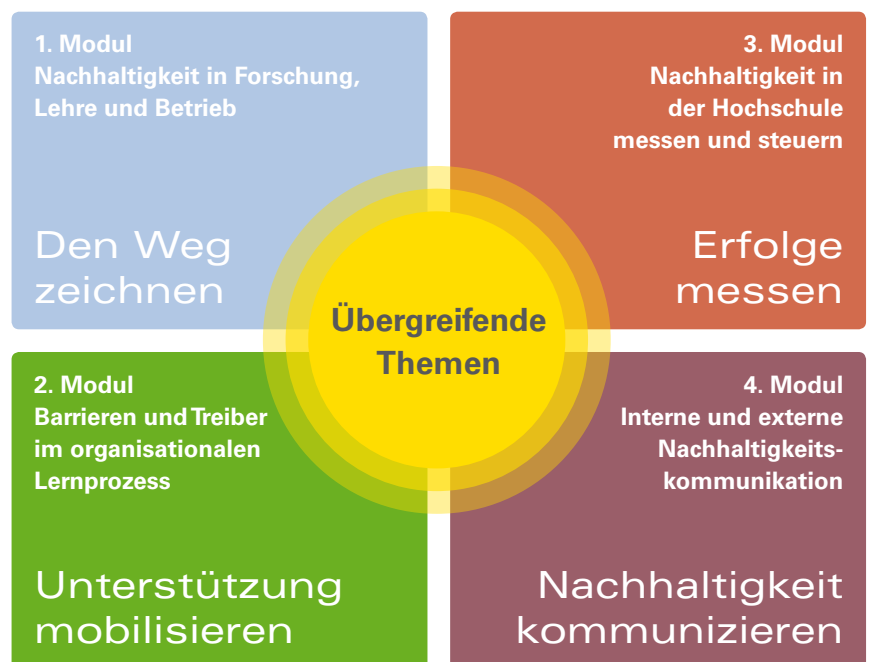 1. Modul
Nachhaltigkeit in Forschung,
Lehre und Betrieb
Den Weg
zeichnen
3. Modul
Nachhaltigkeit in
der Hochschule
messen und steuern
Erfolge
messen
Übergreifende
Themen
2. Modul
Barrieren und Treiber
im organisationalen
Lernprozess
Unterstützung
mobilisieren
4. Modul
Interne und externe
Nachhaltigkeits-
kommunikation
Nachhaltigkeit
kommunizieren